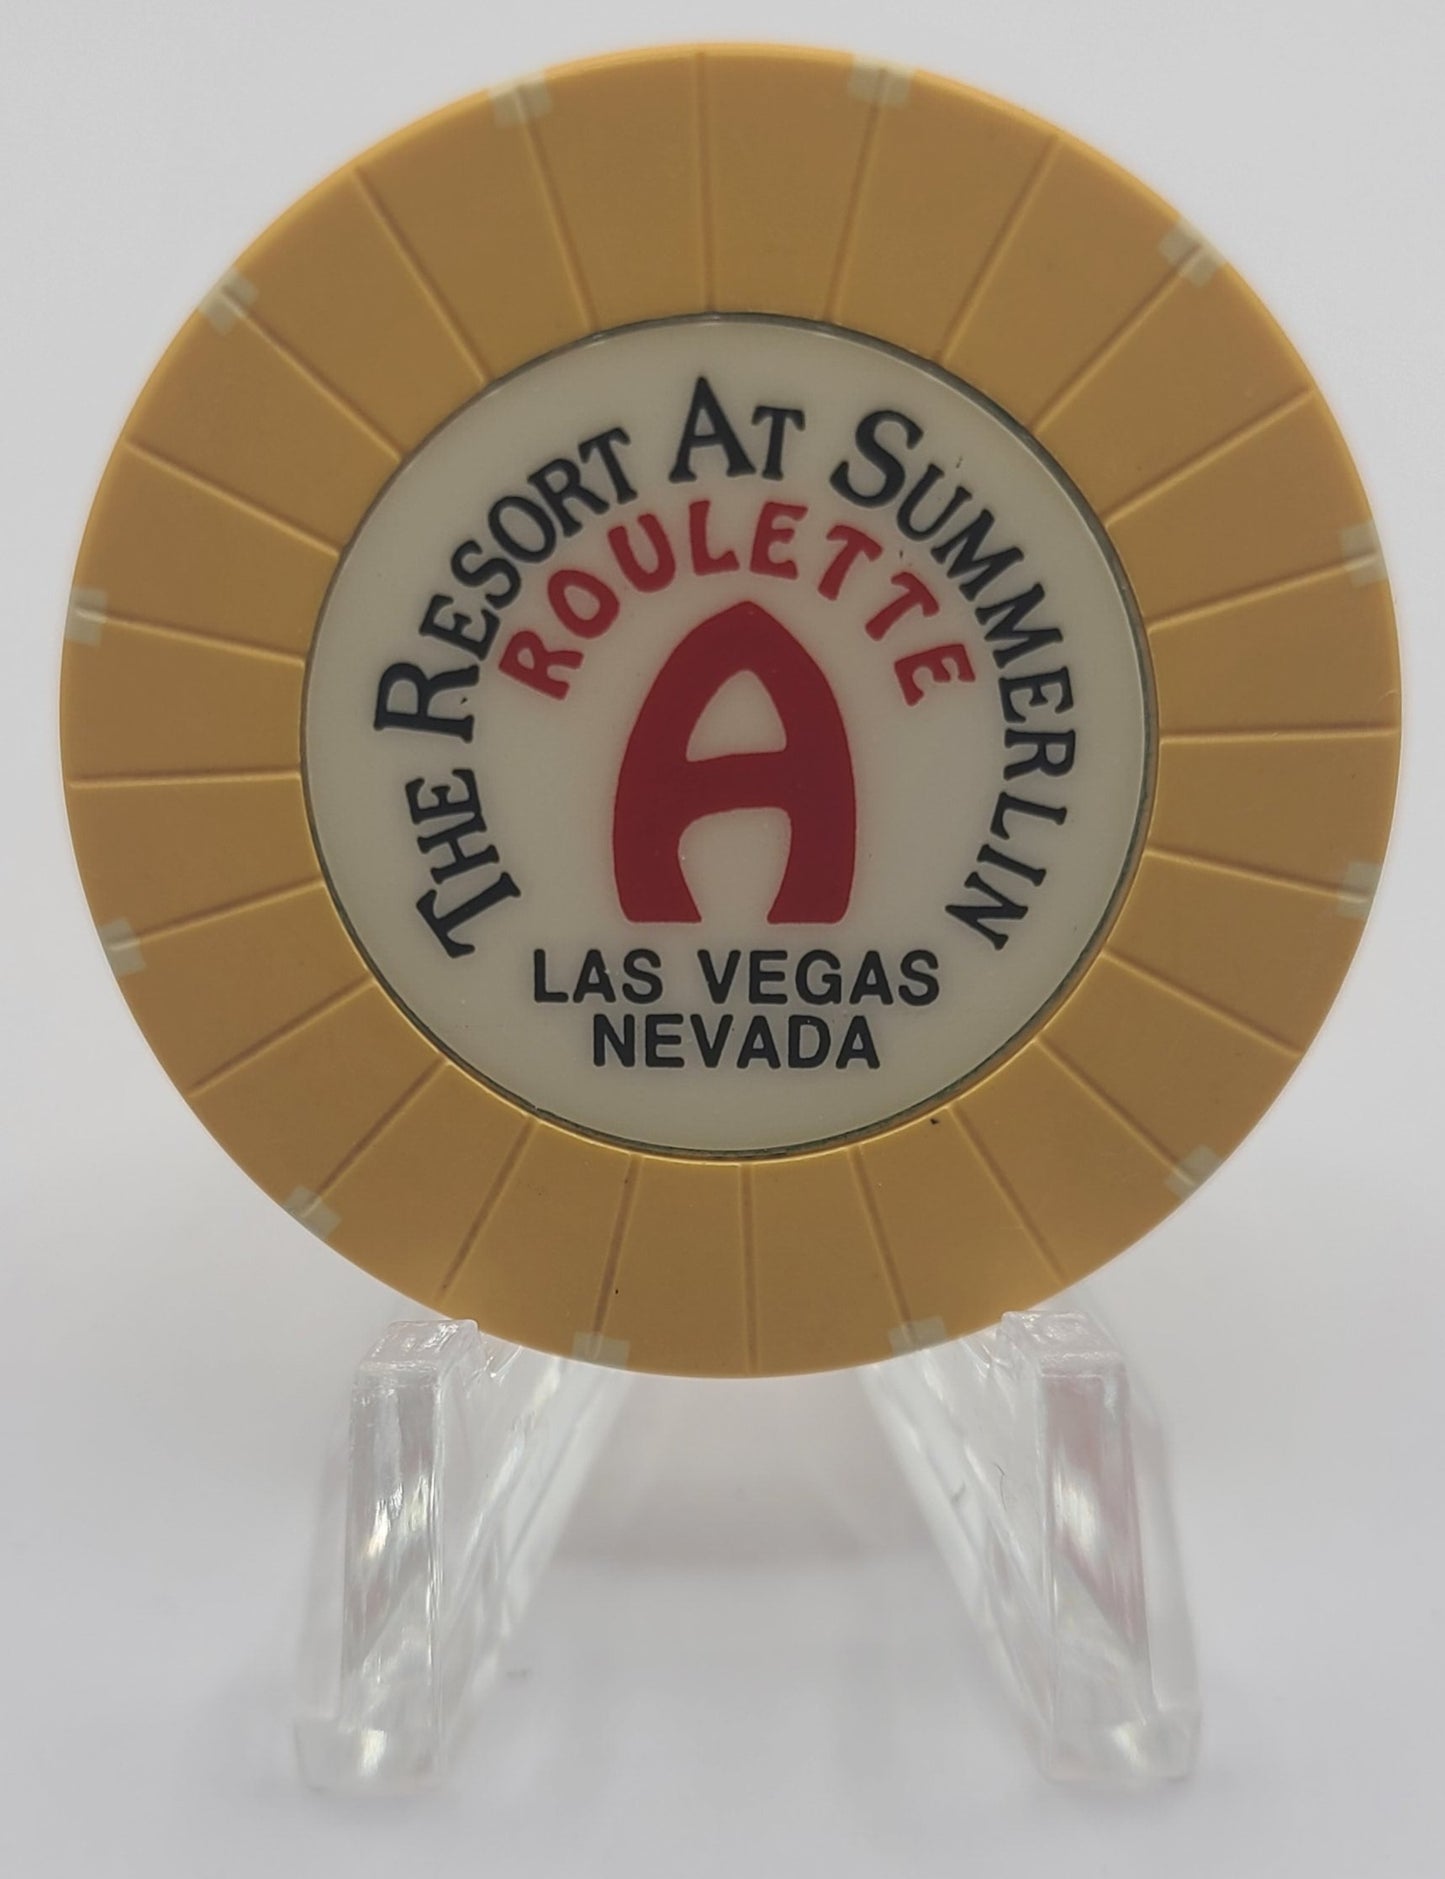 THE RESORT AT SUMMERLIN
ROULETTE
A
LAS VEGAS
NEVADA